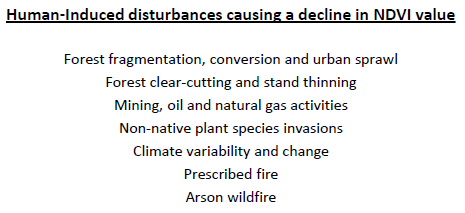 Human-Induced disturbances causing a decline in NDVI value
Forest fragmentation, conversion and urban sprawl
Forest clear-cutting and stand thinning
Mining, oil and natural gas activities
Non-native plant species invasions
Climate variability and change
Prescribed fire
Arson wildfire